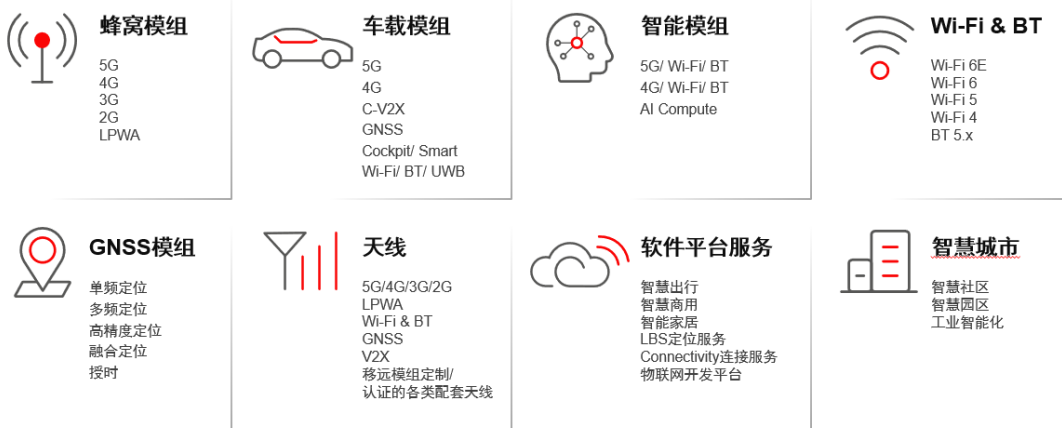 蜂窝模组
5G
4G
3G
2G
LPWA
车载模组
5G
4G
C-V2X
GNSS
Cockpit/ Smart
Wi-Fi/ BT/ UWB
智能模组
5G/ Wi-Fi/ BT
4G/ Wi-Fi/ BT
AI Compute
Wi-Fi & BT
Wi-Fi 6E
Wi-Fi 6
Wi-Fi 5
Wi-Fi 4
BT 5.x
GNSS模组
单频定位
多频定位
高精度定位
融合定位
授时
天线
5G/4G/3G/2G
LPWA
Wi-Fi & BT
GNSS
V2X
移远模组定制/
认证的各类配套天线
软件平台服务
智慧出行
智慧商用
智能家居
LBS定位服务
Connectivity连接服务
物联网开发平台
智慧城市
智慧社区
智慧园区
工业智能化